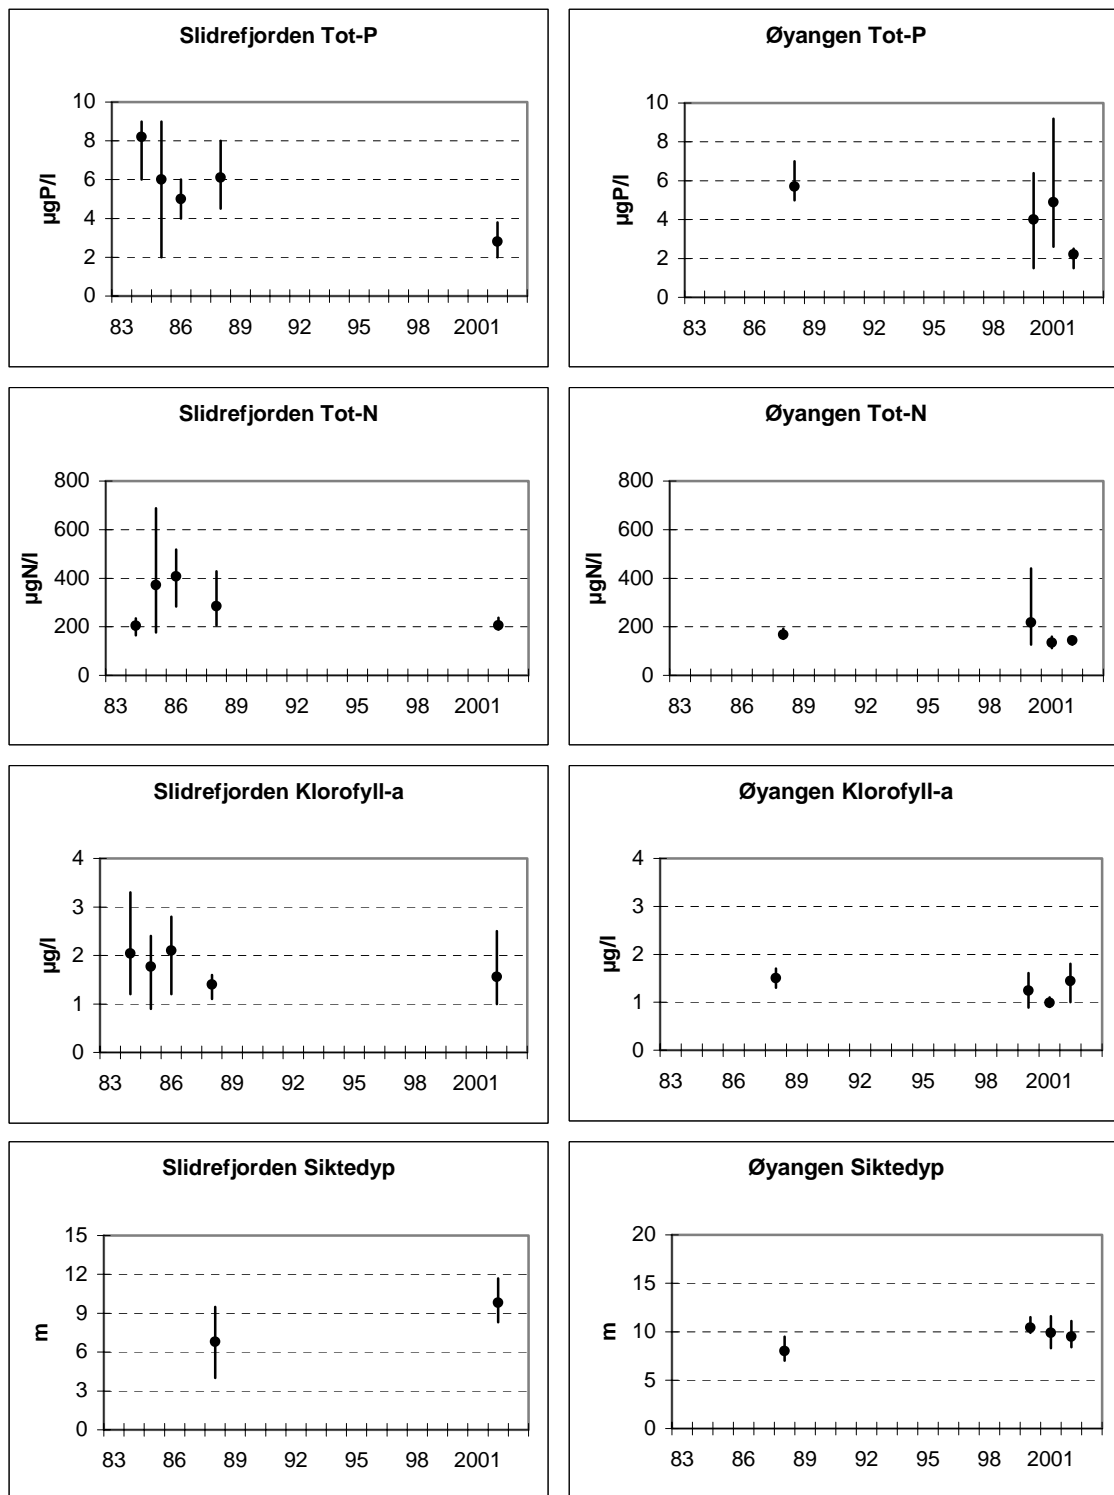 Slidrefjorden Tot-P
10
8
6
4
2
0
µgP/l
83 86 89 92 95 98 2001
Øyangen Tot-P
10
8
6
4
2
0
µgP/l
83 86 89 92 95 98 2001
Slidrefjorden Tot-N
800
600
400
200
0
µgN/l
83 86 89 92 95 98 2001
Øyangen Tot-N
800
600
400
200
0
µgN/l
83 86 89 92 95 98 2001
Slidrefjorden Klorofyll-a
4
3
2
1
0
µg/l
83 86 89 92 95 98 2001
Øyangen Klorofyll-a
4
3
2
1
0
µg/l
83 86 89 92 95 98 2001
Slidrefjorden Siktedyp
15
12
9
6
3
0
m
83 86 89 92 95 98 2001
Øyangen Siktedyp
20
15
10
5
0
m
83 86 89 92 95 98 2001